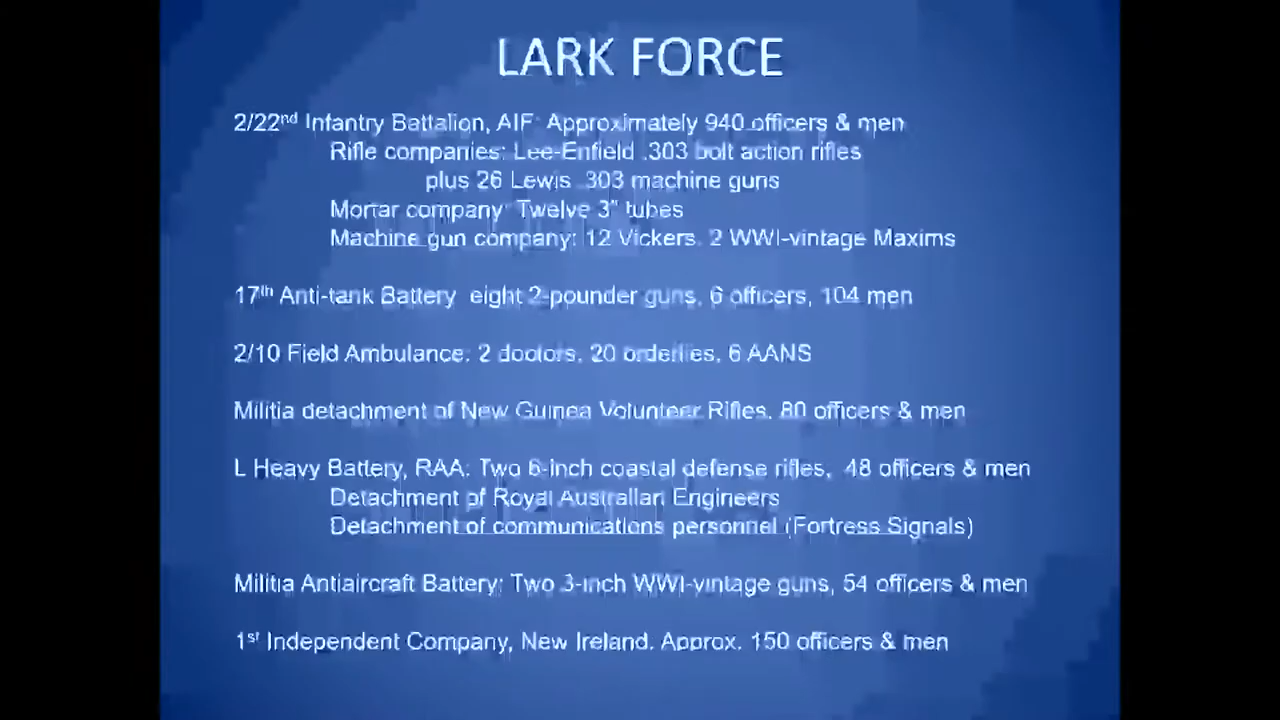 LARK FORCE
2/22nd Infantry Battalion, AIF: Approximately 940 officers & men
Rifle companies: Lee-Enfield .303 bolt action rifles
plus 26 Lewis .303 machine guns
Mortar company: Twelve 3" tubes
Machine gun company: 12 Vickers, 2 WWI-vintage Maxims
17th Anti-tank Battery eight 2-pounder guns, 6 officers, 104 men
2/10 Field Ambulance: 2 doctors, 20 orderlies, 6 AANS
Militia detachment of New Guinea Volunteer Rifles, 80 officers & men
L Heavy Battery, RAA: Two 6-inch coastal defense rifles, 48 officers & men
Detachment of Royal Australian Engineers
Detachment of communications personnel (Fortress Signals)
Militia Antiaircraft Battery: Two 3-inch WWI-vintage guns, 54 officers & men
1st Independent Company, New Ireland. Approx. 150 officers & men